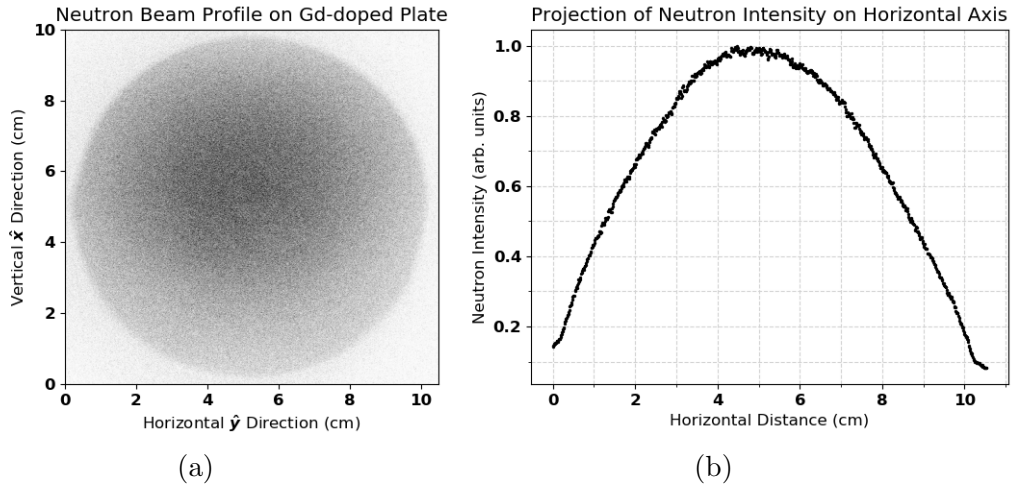 Neutron Beam Profile on Gd-doped Plate
10
8
6
4
2
0
Vertical x̂ Direction (cm)
0 2 4 6 8 10
Horizontal ŷ Direction (cm)
(a)
Projection of Neutron Intensity on Horizontal Axis
1.0
0.8
0.6
0.4
0.2
Neutron Intensity (arb. units)
0 2 4 6 8 10
Horizontal Distance (cm)
(b)